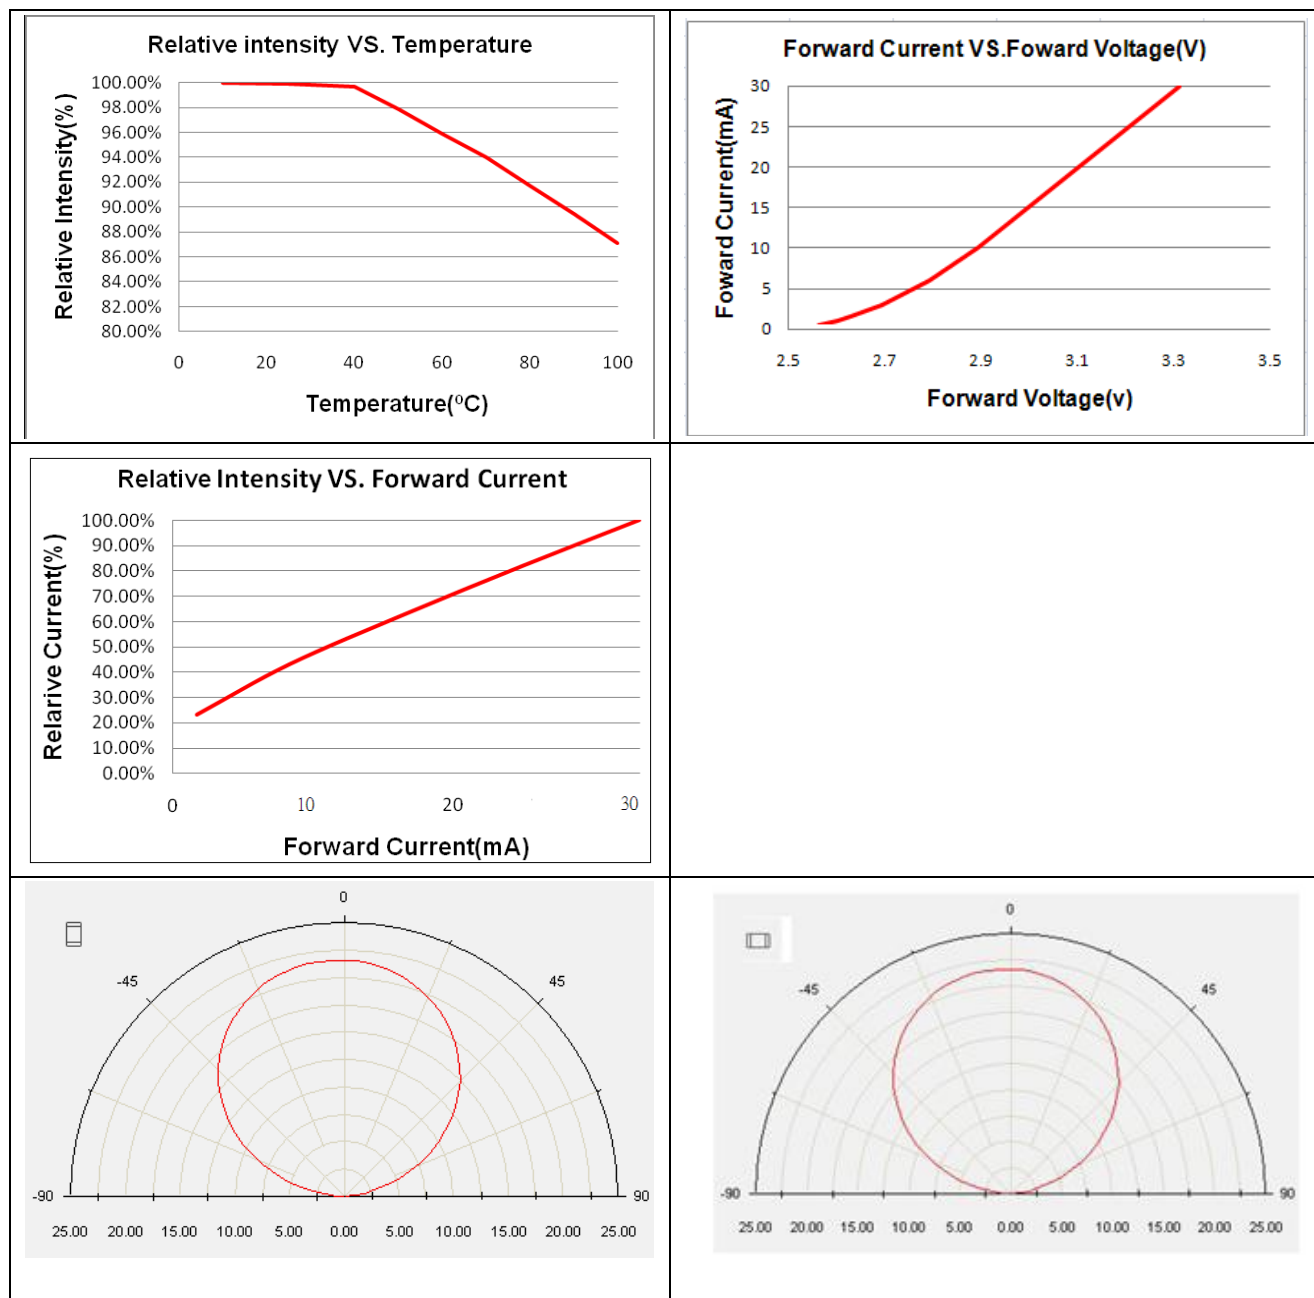 Relative intensity VS. Temperature
Relative Intensity(%)
100.00%
98.00%
96.00%
94.00%
92.00%
90.00%
88.00%
86.00%
84.00%
82.00%
80.00%
0 20 40 60 80 100
Temperature(ºC)
Forward Current VS.Foward Voltage(V)
Foward Current(mA)
30
25
20
15
10
5
0
2.5 2.7 2.9 3.1 3.3 3.5
Forward Voltage(v)
Relative Intensity VS. Forward Current
Relarive Current(%)
100.00%
90.00%
80.00%
70.00%
60.00%
50.00%
40.00%
30.00%
20.00%
10.00%
0.00%
0 10 20 30
Forward Current(mA)
0
-45 45
-90 90
25.00 20.00 15.00 10.00 5.00 0.00 5.00 10.00 15.00 20.00 25.00
0
-45 45
-90 90
25.00 20.00 15.00 10.00 5.00 0.00 5.00 10.00 15.00 20.00 25.00